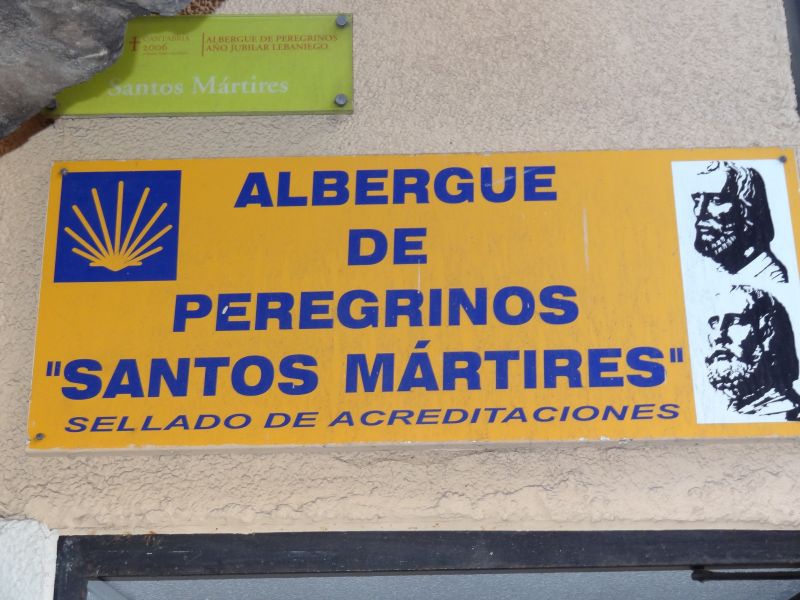 CANTABRIA
2006
ALBERGUE DE PEREGRINOS
AÑO JUBILAR LEBANIEGO
Santos Mártires
ALBERGUE
DE
PEREGRINOS
"SANTOS MÁRTIRES"
SELLADO DE ACREDITACIONES